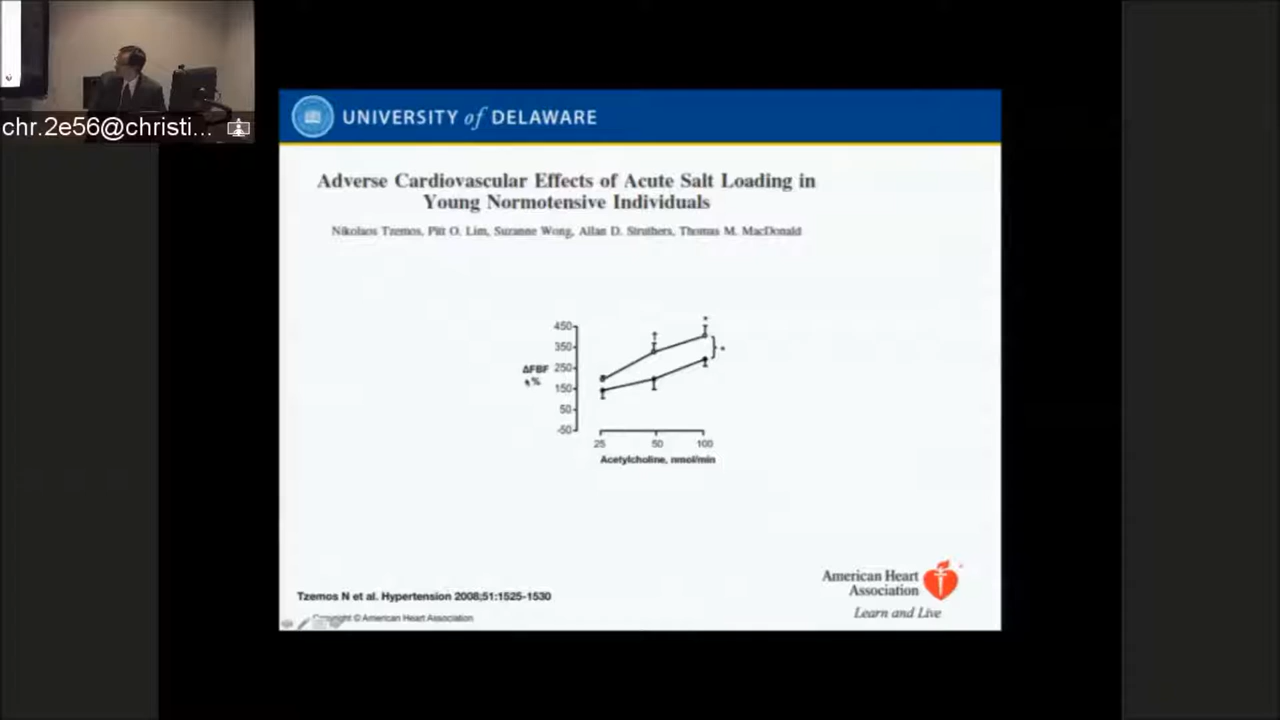 chr.2e56@christi...
UNIVERSITY of DELAWARE
Adverse Cardiovascular Effects of Acute Salt Loading in
Young Normotensive Individuals
Nikolaos Tzemos, Pitt O. Lim, Suzanne Wong, Allan D. Struthers, Thomas M. MacDonald
450
350
250
150
50
-50
ΔFBF
%
†
*
*
25 50 100
Acetylcholine, nmol/min
Tzemos N et al. Hypertension 2008;51:1525-1530
Copyright © American Heart Association
American Heart
Association
Learn and Live